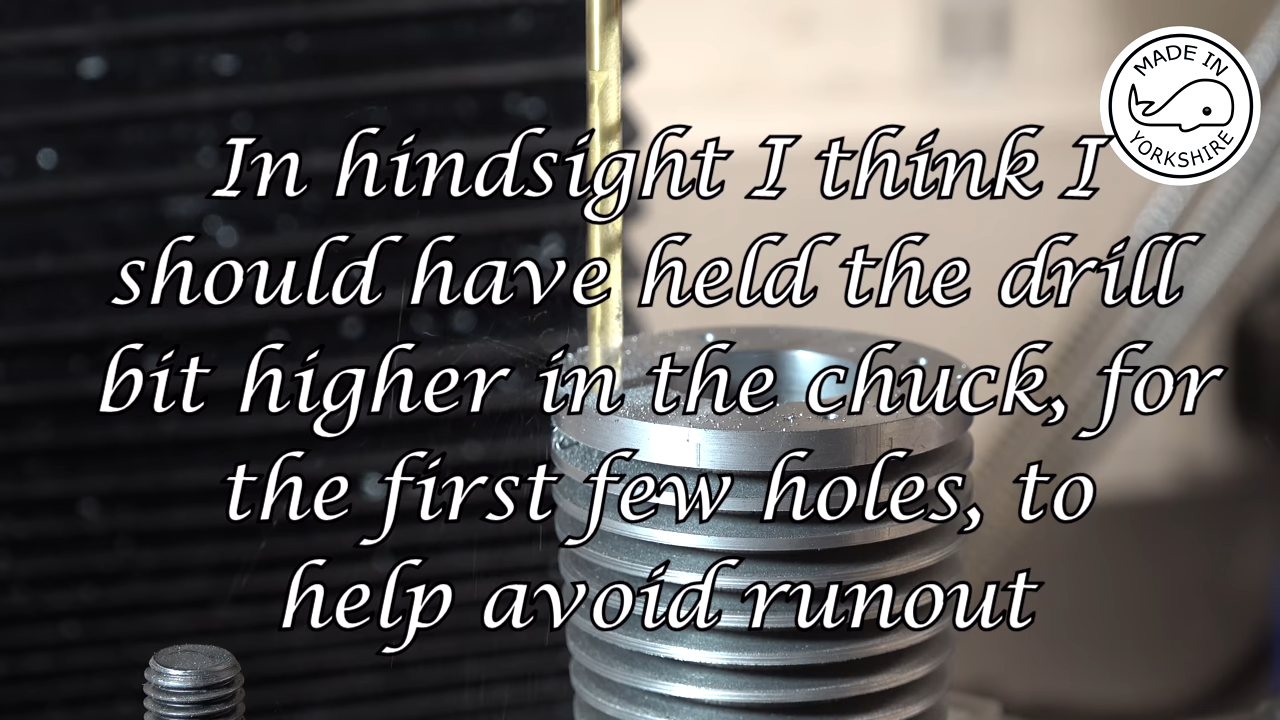 MADE IN
YORKSHIRE
In hindsight I think I
should have held the drill
bit higher in the chuck, for
the first few holes, to
help avoid runout